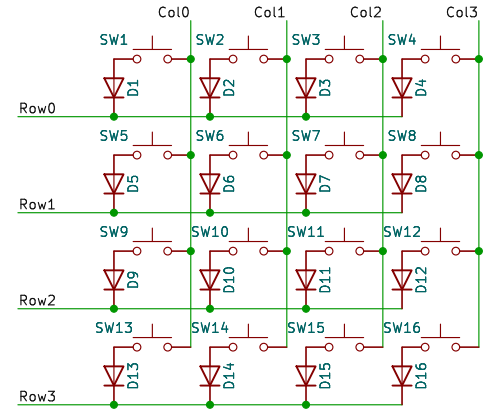 Col0 Col1 Col2 Col3
SW1 SW2 SW3 SW4
D1 D2 D3 D4
Row0
SW5 SW6 SW7 SW8
D5 D6 D7 D8
Row1
SW9 SW10 SW11 SW12
D9 D10 D11 D12
Row2
SW13 SW14 SW15 SW16
D13 D14 D15 D16
Row3